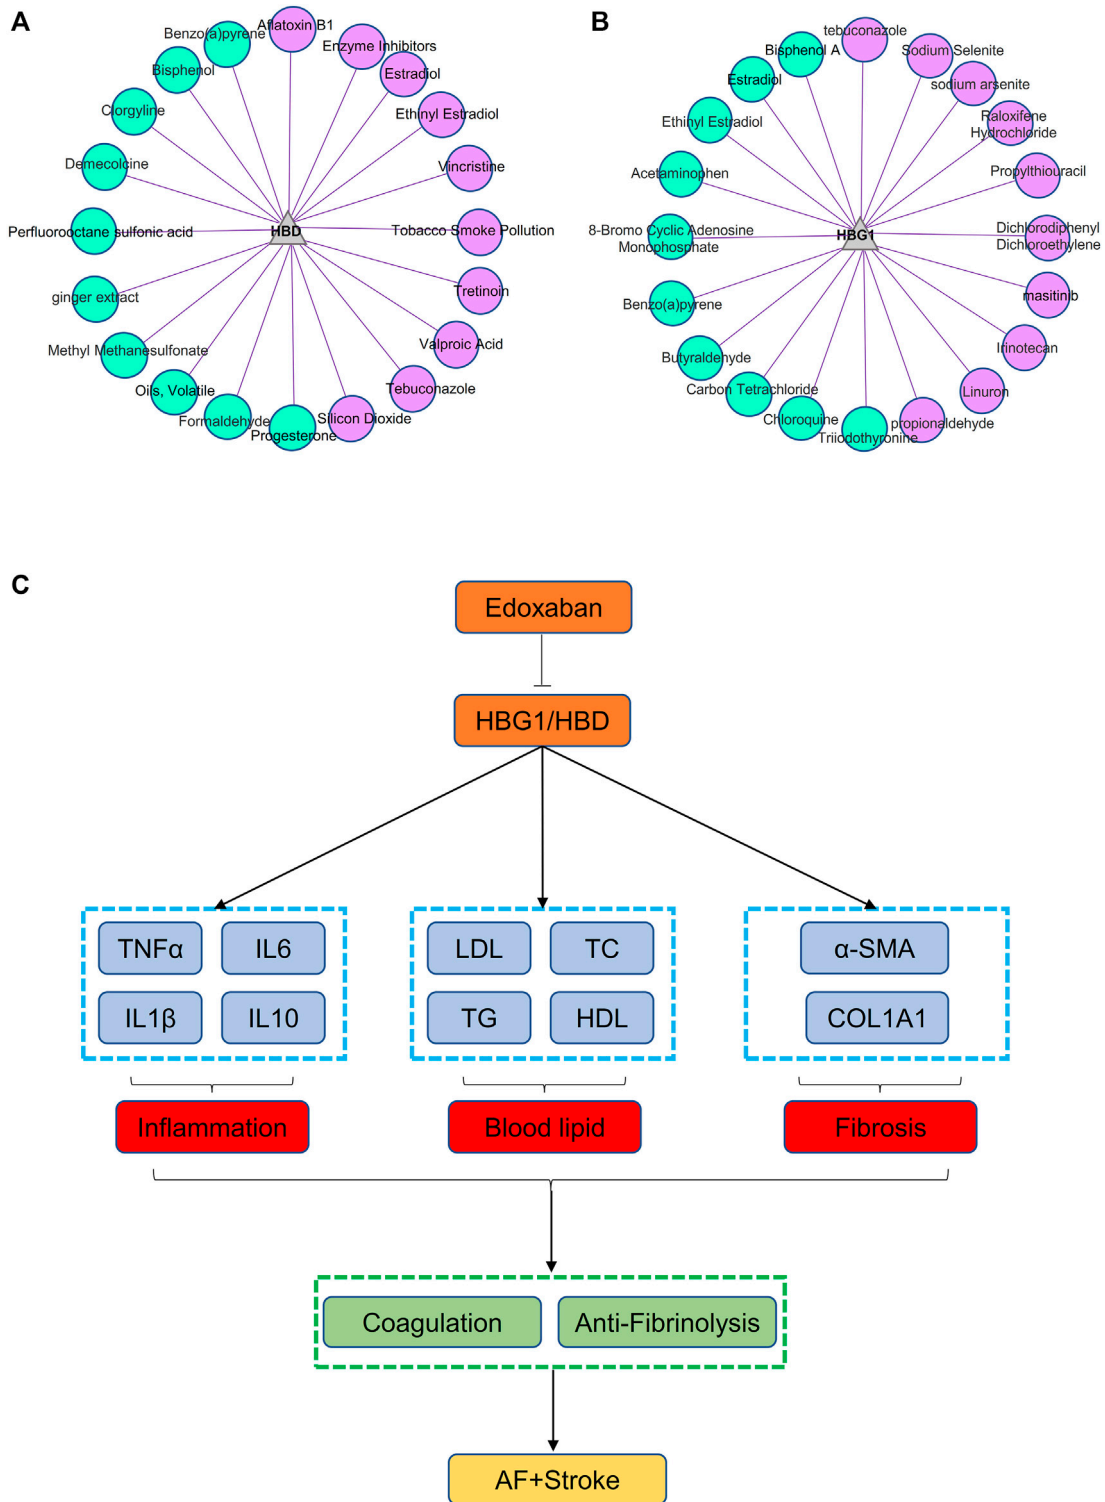 A
Aflatoxin B1
Benzo(a)pyrene
Enzyme Inhibitors
Bisphenol
Estradiol
Clorgyline
Ethinyl Estradiol
Demecolcine
Vincristine
Perfluorooctane sulfonic acid
HBD
Tobacco Smoke Pollution
ginger extract
Tretinoin
Methyl Methanesulfonate
Valproic Acid
Oils, Volatile
Tebuconazole
Formaldehyde
Silicon Dioxide
Progesterone
B
tebuconazole
Bisphenol A
Sodium Selenite
Estradiol
sodium arsenite
Ethinyl Estradiol
Raloxifene
Hydrochloride
Acetaminophen
Propylthiouracil
8-Bromo Cyclic Adenosine
Monophosphate
HBG1
Dichlorodiphenyl
Dichloroethylene
Benzo(a)pyrene
masitinib
Butyraldehyde
Irinotecan
Carbon Tetrachloride
Linuron
Chloroquine
propionaldehyde
Triiodothyronine
C
Edoxaban
HBG1/HBD
TNFα IL6
IL1β IL10
LDL TC
TG HDL
α-SMA
COL1A1
Inflammation
Blood lipid
Fibrosis
Coagulation
Anti-Fibrinolysis
AF+Stroke